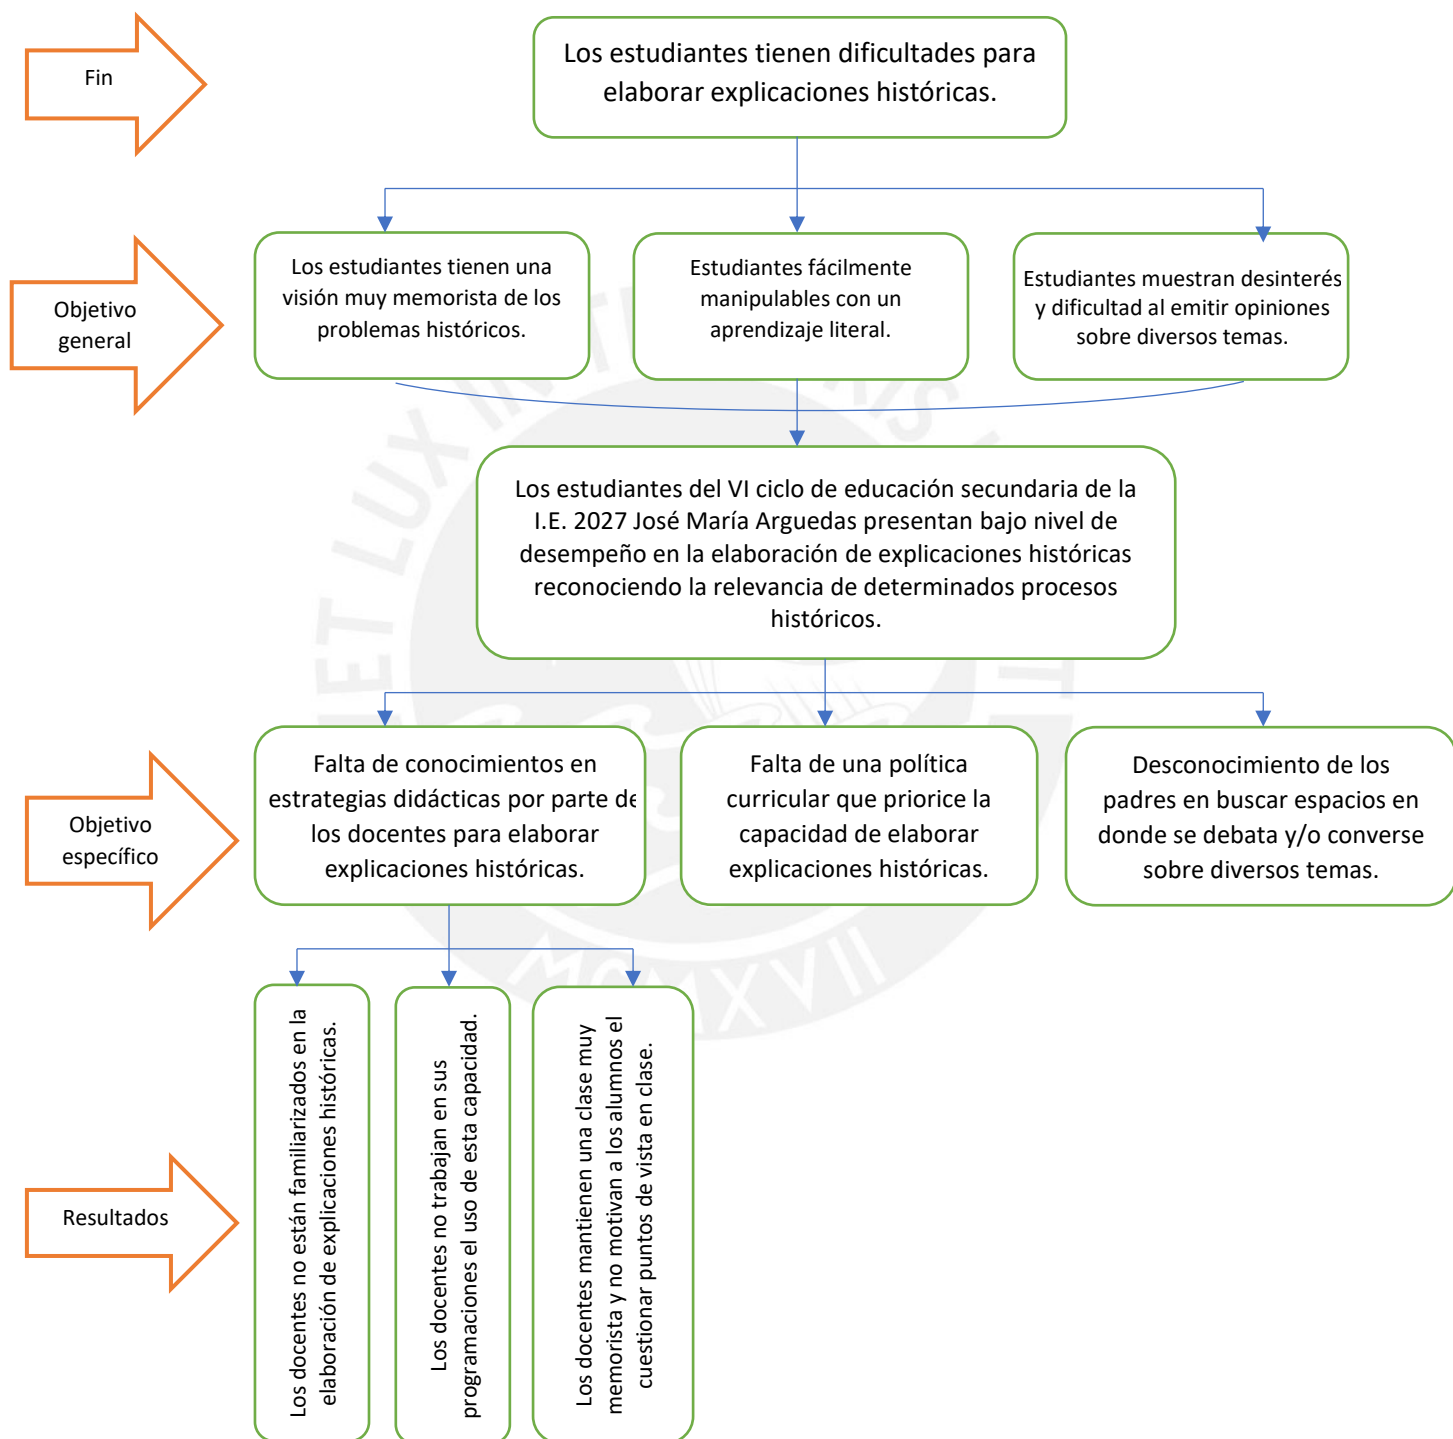 Fin
Los estudiantes tienen dificultades para
elaborar explicaciones históricas.
Objetivo
general
Los estudiantes tienen una
visión muy memorista de los
problemas históricos.
Estudiantes fácilmente
manipulables con un
aprendizaje literal.
Estudiantes muestran desinterés
y dificultad al emitir opiniones
sobre diversos temas.
Los estudiantes del VI ciclo de educación secundaria de la
I.E. 2027 José María Arguedas presentan bajo nivel de
desempeño en la elaboración de explicaciones históricas
reconociendo la relevancia de determinados procesos
históricos.
Objetivo
específico
Falta de conocimientos en
estrategias didácticas por parte de
los docentes para elaborar
explicaciones históricas.
Falta de una política
curricular que priorice la
capacidad de elaborar
explicaciones históricas.
Desconocimiento de los
padres en buscar espacios en
donde se debata y/o converse
sobre diversos temas.
Resultados
Los docentes no están familiarizados en la
elaboración de explicaciones históricas.
Los docentes no trabajan en sus
programaciones el uso de esta capacidad.
Los docentes mantienen una clase muy
memorista y no motivan a los alumnos el
cuestionar puntos de vista en clase.
ET LUX IN
MCMXVII